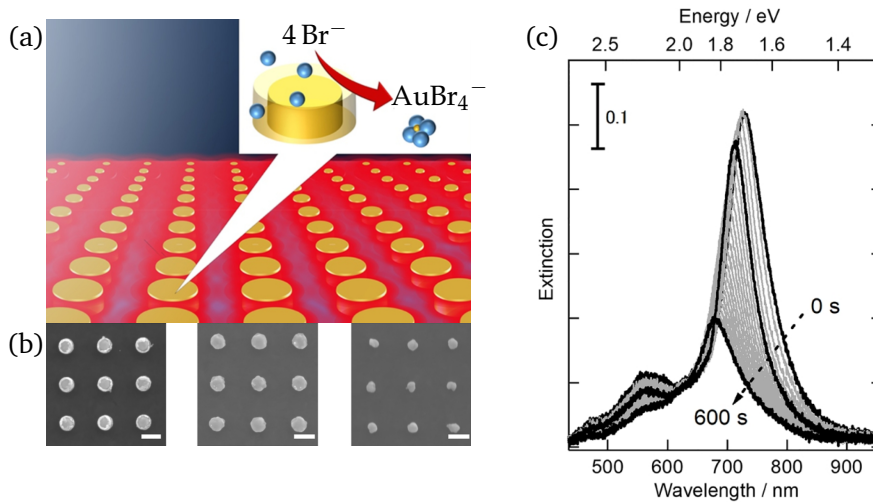 (a)
4 Br⁻
AuBr₄⁻
(b)
(c)
Energy / eV
2.5 2.0 1.8 1.6 1.4
0.1
Extinction
0 s
600 s
500 600 700 800 900
Wavelength / nm